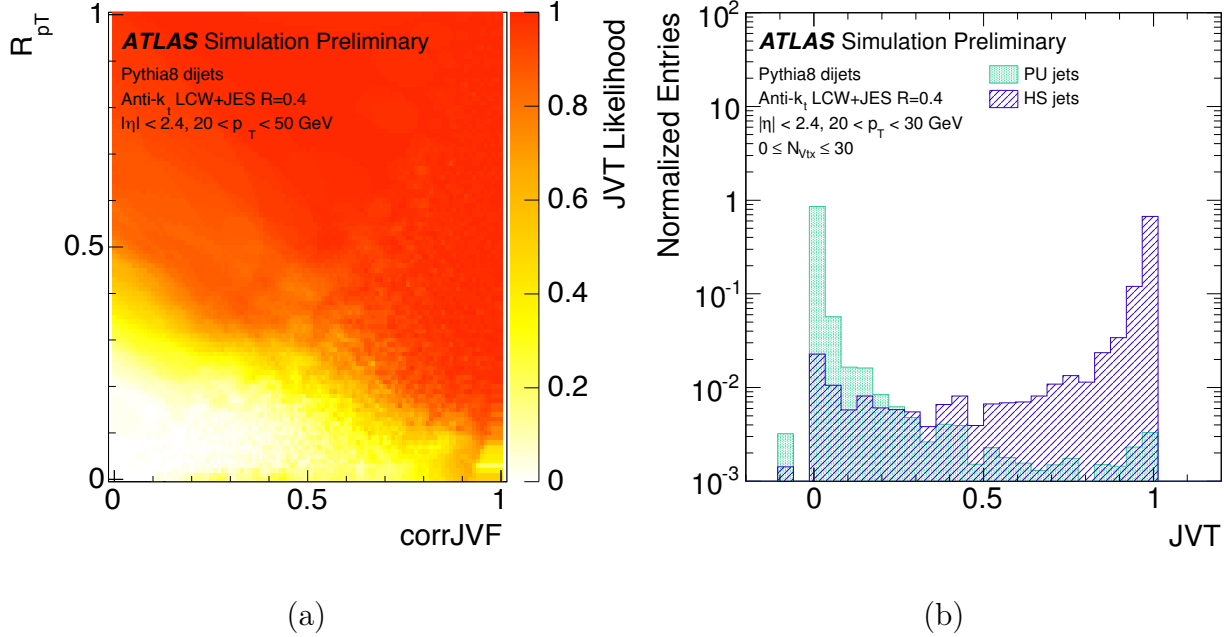 R_pT
1
0.5
0
ATLAS Simulation Preliminary
Pythia8 dijets
Anti-k_t LCW+JES R=0.4
|η| < 2.4, 20 < p_T < 50 GeV
0 0.5 1
corrJVF
1
0.8
0.6
0.4
0.2
0
JVT Likelihood
(a)
Normalized Entries
10^2
10
1
10^-1
10^-2
10^-3
ATLAS Simulation Preliminary
Pythia8 dijets
Anti-k_t LCW+JES R=0.4
|η| < 2.4, 20 < p_T < 30 GeV
0 ≤ N_Vtx ≤ 30
PU jets
HS jets
0 0.5 1
JVT
(b)